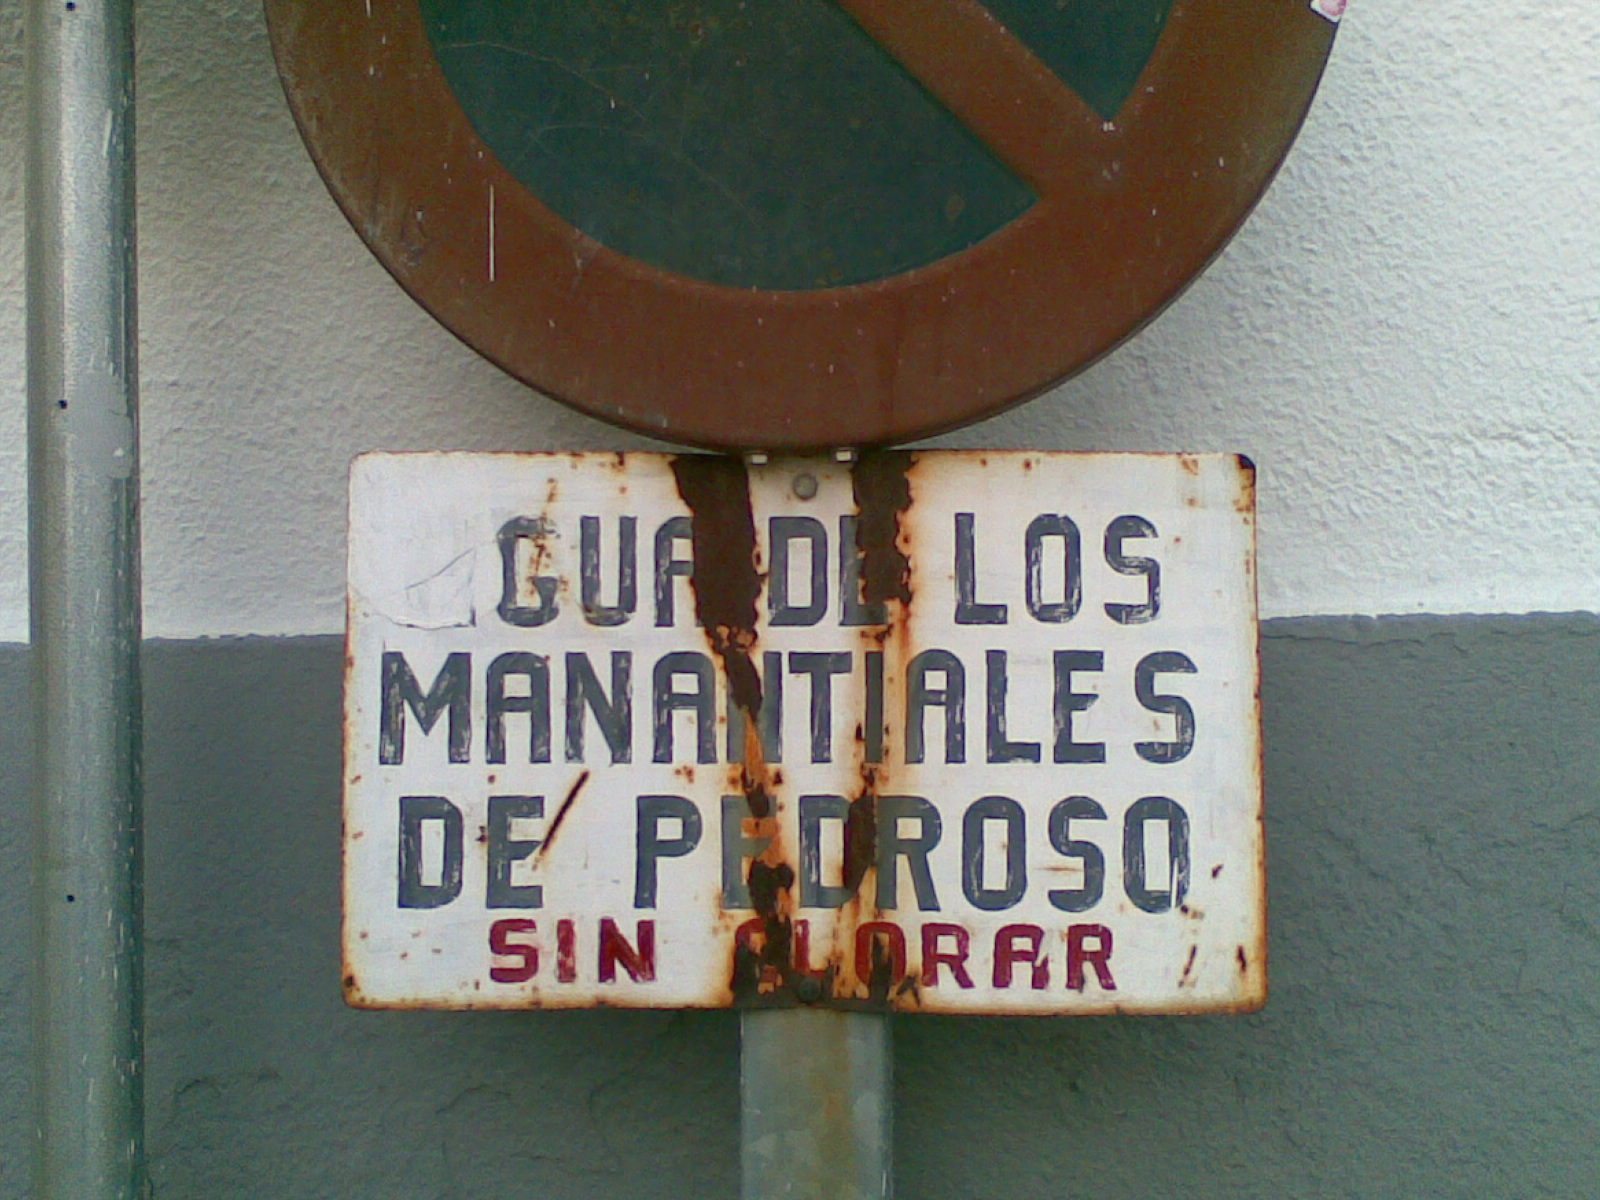 GUA DE LOS
MANANTIALES
DE PEDROSO
SIN CLORAR